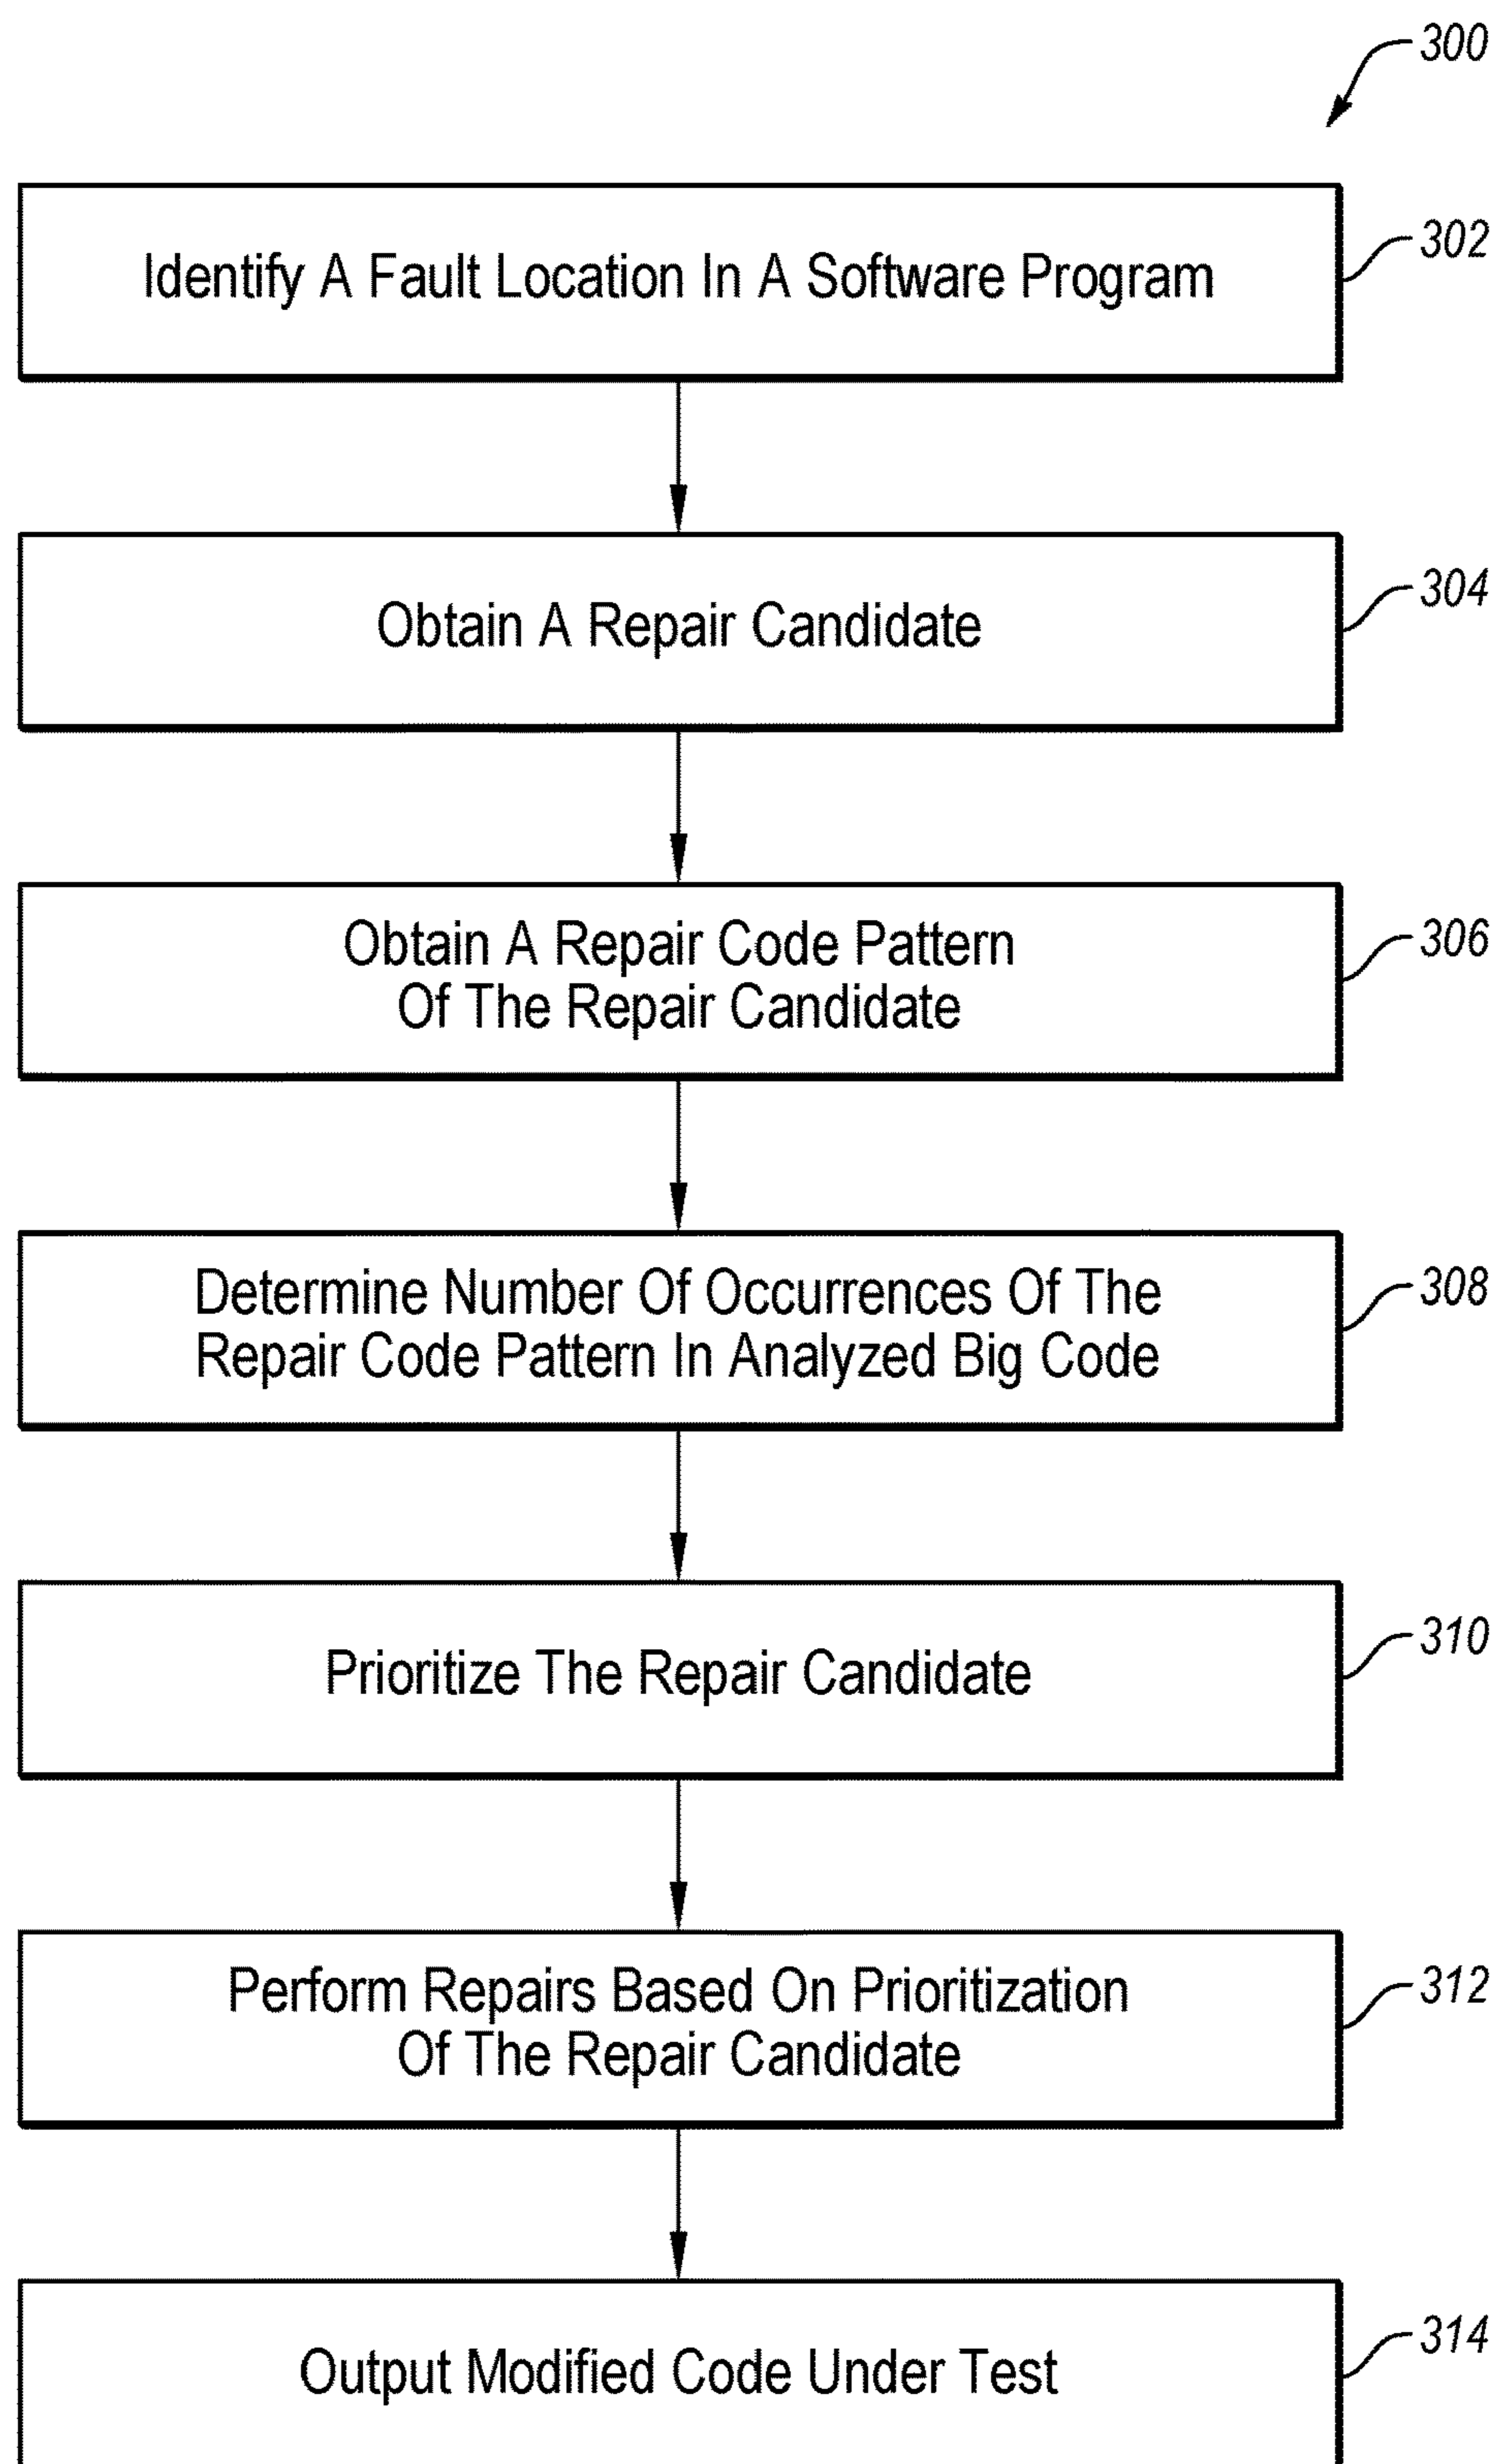 300
Identify A Fault Location In A Software Program
302
Obtain A Repair Candidate
304
Obtain A Repair Code Pattern
Of The Repair Candidate
306
Determine Number Of Occurrences Of The
Repair Code Pattern In Analyzed Big Code
308
Prioritize The Repair Candidate
310
Perform Repairs Based On Prioritization
Of The Repair Candidate
312
Output Modified Code Under Test
314